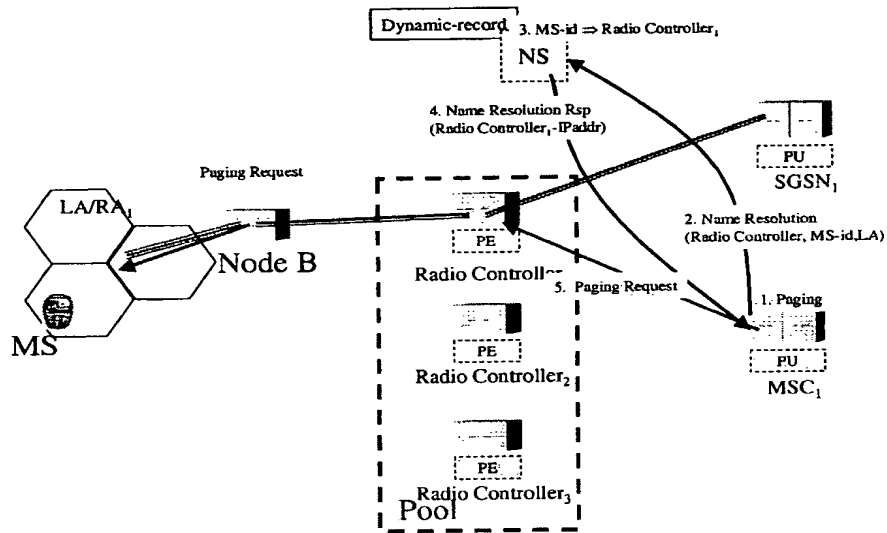 Dynamic-record
3. MS-id ⇒ Radio Controller₁
NS
4. Name Resolution Rsp
(Radio Controller₁-IPaddr)
PU
SGSN₁
Paging Request
LA/RA₁
PE
2. Name Resolution
(Radio Controller, MS-id,LA)
Node B
Radio Controller
5. Paging Request
1. Paging
MS
PE
Radio Controller₂
PU
MSC₁
PE
Radio Controller₃
Pool